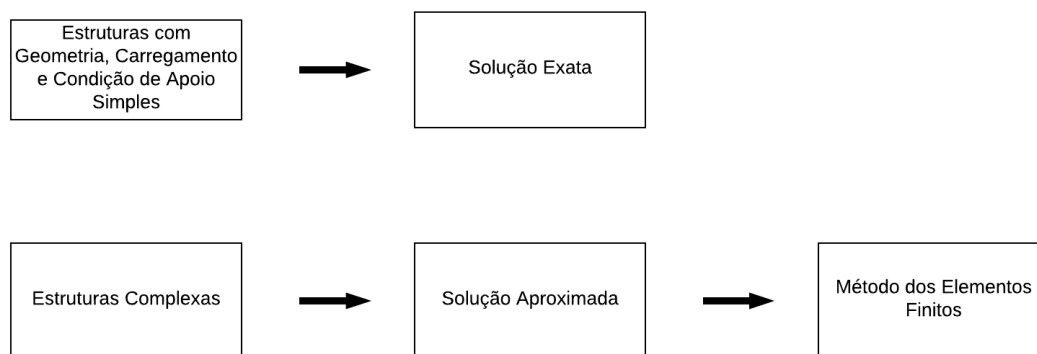 Estruturas com
Geometria, Carregamento
e Condição de Apoio
Simples
Solução Exata
Estruturas Complexas
Solução Aproximada
Método dos Elementos
Finitos